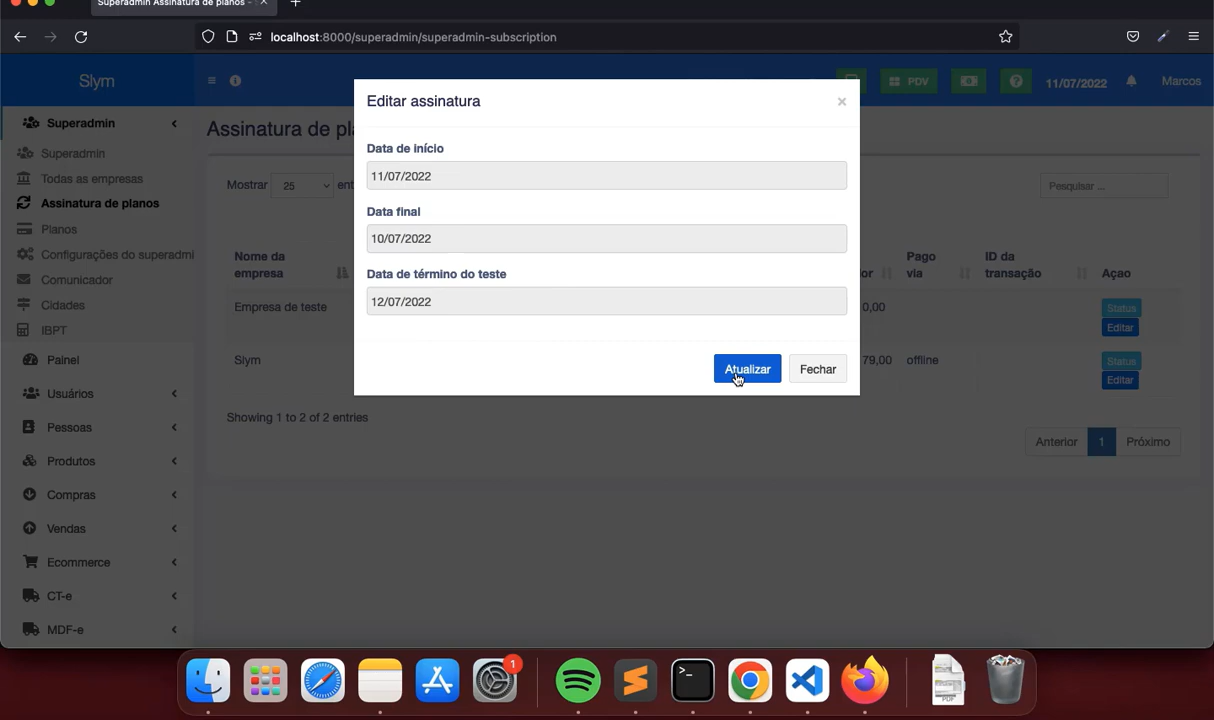 Superadmin Assinatura de planos -
localhost:8000/superadmin/superadmin-subscription
Slym
PDV
11/07/2022
Marcos
Superadmin
Superadmin
Todas as empresas
Assinatura de planos
Planos
Configurações do superadmi
Comunicador
Cidades
IBPT
Painel
Usuários
Pessoas
Produtos
Compras
Vendas
Ecommerce
CT-e
MDF-e
Assinatura de pl
Mostrar 25 ent
Pesquisar ...
Nome da empresa
or
Pago via
ID da transação
Açao
Empresa de teste
0,00
Status
Editar
Slym
79,00
offline
Status
Editar
Showing 1 to 2 of 2 entries
Anterior 1 Próximo
Editar assinatura
×
Data de início
11/07/2022
Data final
10/07/2022
Data de término do teste
12/07/2022
Atualizar
Fechar
1
PDF